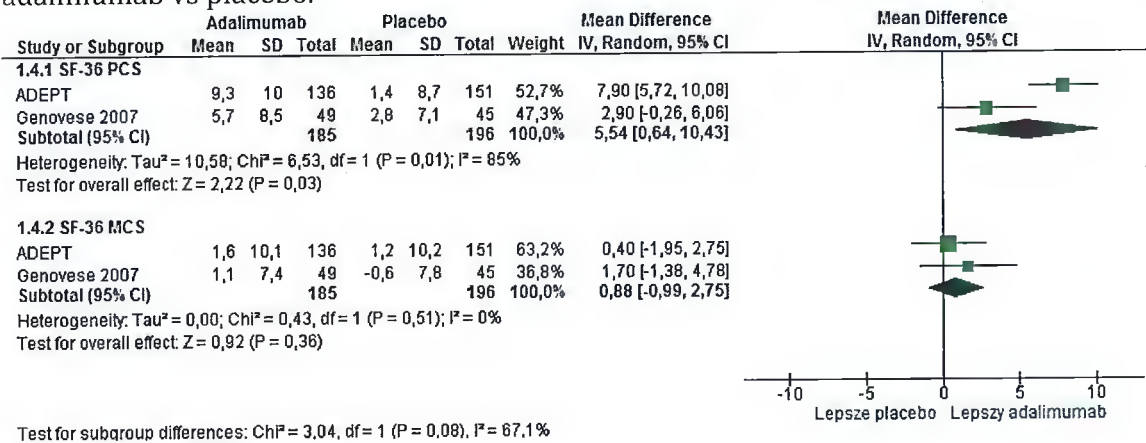 adalimumab vs placebo.
Adalimumab Placebo Mean Difference Mean Difference
Study or Subgroup Mean SD Total Mean SD Total Weight IV, Random, 95% CI IV, Random, 95% CI
1.4.1 SF-36 PCS
ADEPT 9,3 10 136 1,4 8,7 151 52,7% 7,90 [5,72, 10,08]
Genovese 2007 5,7 8,5 49 2,8 7,1 45 47,3% 2,90 [-0,26, 6,06]
Subtotal (95% CI) 185 196 100,0% 5,54 [0,64, 10,43]
Heterogeneity: Tau² = 10,58; Chi² = 6,53, df = 1 (P = 0,01); I² = 85%
Test for overall effect: Z = 2,22 (P = 0,03)
1.4.2 SF-36 MCS
ADEPT 1,6 10,1 136 1,2 10,2 151 63,2% 0,40 [-1,95, 2,75]
Genovese 2007 1,1 7,4 49 -0,6 7,8 45 36,8% 1,70 [-1,38, 4,78]
Subtotal (95% CI) 185 196 100,0% 0,88 [-0,99, 2,75]
Heterogeneity: Tau² = 0,00; Chi² = 0,43, df = 1 (P = 0,51); I² = 0%
Test for overall effect: Z = 0,92 (P = 0,36)
-10 -5 0 5 10
Lepsze placebo Lepszy adalimumab
Test for subgroup differences: Chi² = 3,04, df = 1 (P = 0,08), I² = 67,1%